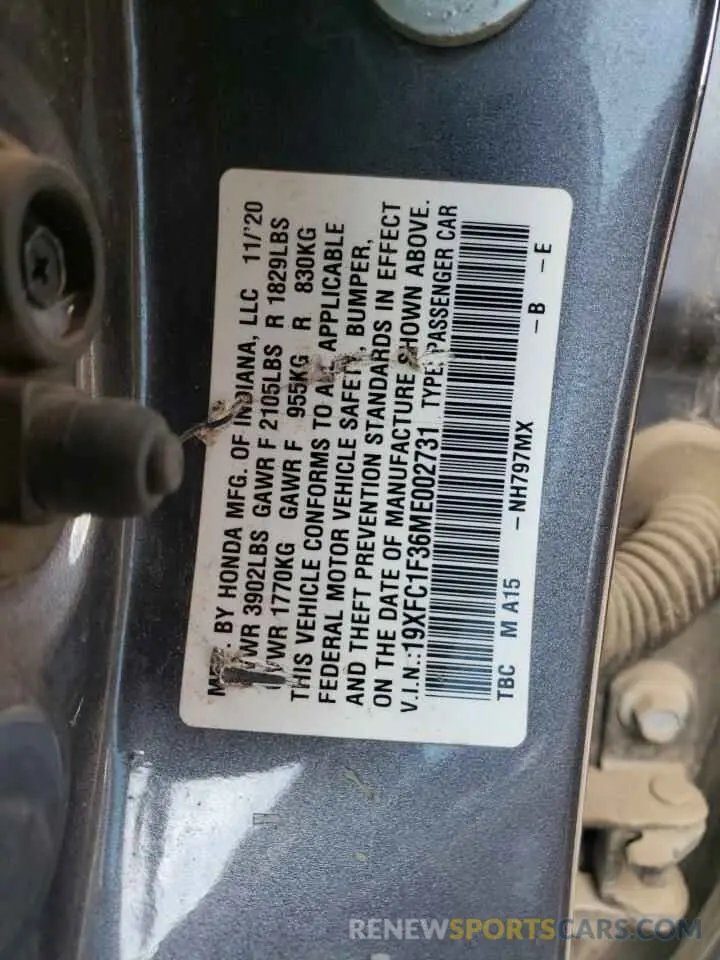 BY HONDA MFG. OF INDIANA, LLC 11/'20
WR 3902LBS GAWR F 2105LBS R 1829LBS
WR 1770KG GAWR F 955KG R 830KG
THIS VEHICLE CONFORMS TO ALL APPLICABLE
FEDERAL MOTOR VEHICLE SAFETY, BUMPER,
AND THEFT PREVENTION STANDARDS IN EFFECT
ON THE DATE OF MANUFACTURE SHOWN ABOVE.
V.I.N.:19XFC1F36ME002731 TYPE:PASSENGER CAR
TBC M A15 -NH797MX -B -E
RENEWSPORTSCARS.COM